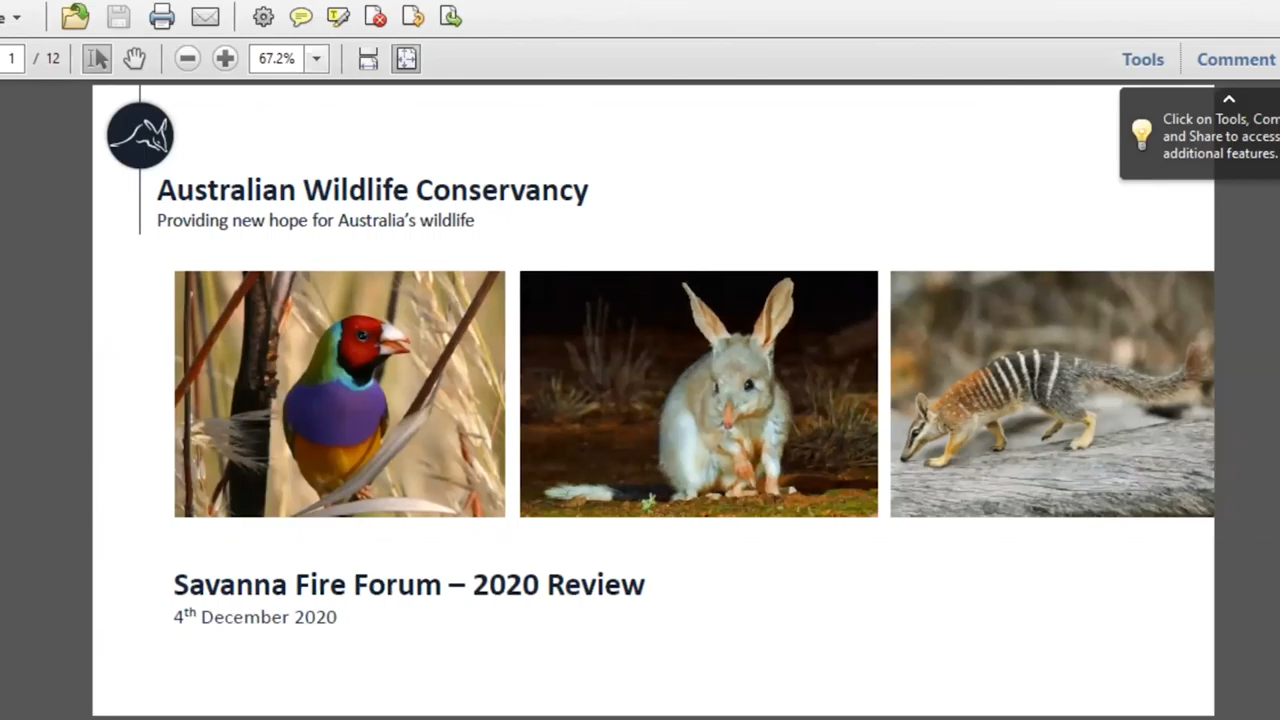 e
1 / 12
67.2%
Tools
Comment
Click on Tools, Com
and Share to access
additional features.
Australian Wildlife Conservancy
Providing new hope for Australia's wildlife
Savanna Fire Forum – 2020 Review
4th December 2020